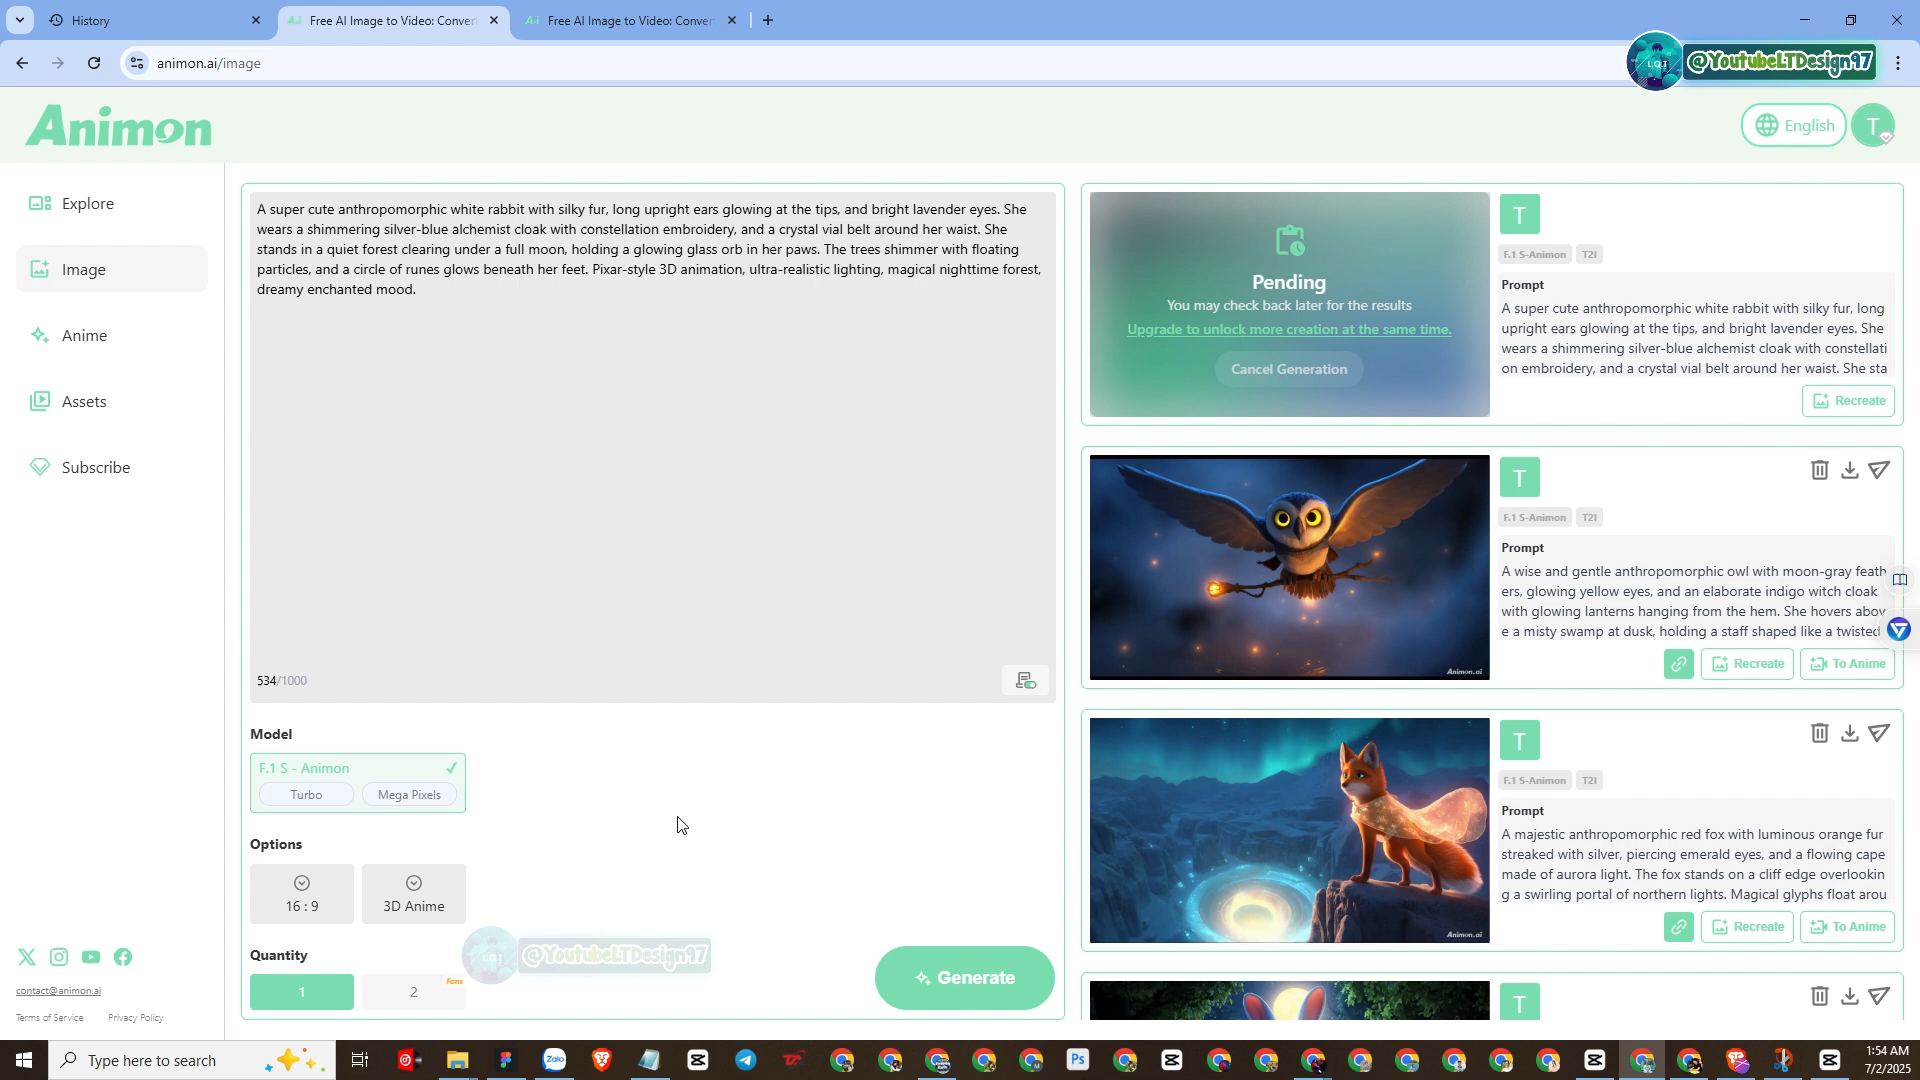 History
Free AI Image to Video: Conver
Free AI Image to Video: Conver
animon.ai/image
L.Q.T
@YoutubeLTDesign97
Animon
English
T
Explore
Image
Anime
Assets
Subscribe
contact@animon.ai
Terms of Service
Privacy Policy
A super cute anthropomorphic white rabbit with silky fur, long upright ears glowing at the tips, and bright lavender eyes. She
wears a shimmering silver-blue alchemist cloak with constellation embroidery, and a crystal vial belt around her waist. She
stands in a quiet forest clearing under a full moon, holding a glowing glass orb in her paws. The trees shimmer with floating
particles, and a circle of runes glows beneath her feet. Pixar-style 3D animation, ultra-realistic lighting, magical nighttime forest,
dreamy enchanted mood.
534/1000
Model
F.1 S - Animon
Turbo
Mega Pixels
Options
16 : 9
3D Anime
Quantity
1
2
Fans
@YoutubeLTDesign97
Generate
Pending
You may check back later for the results
Upgrade to unlock more creation at the same time.
Cancel Generation
T
F.1 S-Animon
T2I
Prompt
A super cute anthropomorphic white rabbit with silky fur, long
upright ears glowing at the tips, and bright lavender eyes. She
wears a shimmering silver-blue alchemist cloak with constellati
on embroidery, and a crystal vial belt around her waist. She sta
Recreate
Animon.ai
T
F.1 S-Animon
T2I
Prompt
A wise and gentle anthropomorphic owl with moon-gray feath
ers, glowing yellow eyes, and an elaborate indigo witch cloak
with glowing lanterns hanging from the hem. She hovers abov
e a misty swamp at dusk, holding a staff shaped like a twisted
Recreate
To Anime
Animon.ai
T
F.1 S-Animon
T2I
Prompt
A majestic anthropomorphic red fox with luminous orange fur
streaked with silver, piercing emerald eyes, and a flowing cape
made of aurora light. The fox stands on a cliff edge overlookin
g a swirling portal of northern lights. Magical glyphs float arou
Recreate
To Anime
T
Type here to search
Zalo
Ps
1:54 AM
7/2/2025